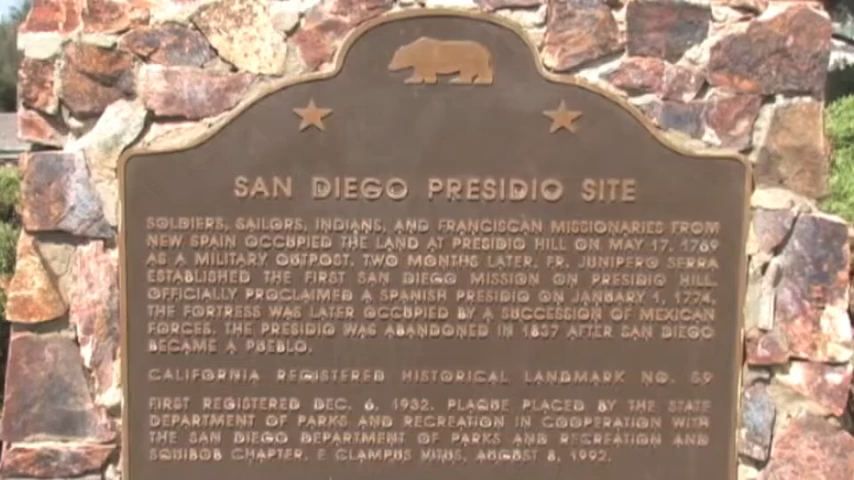 SAN DIEGO PRESIDIO SITE
SOLDIERS, SAILORS, INDIANS, AND FRANCISCAN MISSIONARIES FROM
NEW SPAIN OCCUPIED THE LAND AT PRESIDIO HILL ON MAY 17, 1769
AS A MILITARY OUTPOST. TWO MONTHS LATER, FR. JUNIPERO SERRA
ESTABLISHED THE FIRST SAN DIEGO MISSION ON PRESIDIO HILL.
OFFICIALLY PROCLAIMED A SPANISH PRESIDIO ON JANUARY 1, 1774,
THE FORTRESS WAS LATER OCCUPIED BY A SUCCESSION OF MEXICAN
FORCES. THE PRESIDIO WAS ABANDONED IN 1837 AFTER SAN DIEGO
BECAME A PUEBLO.
CALIFORNIA REGISTERED HISTORICAL LANDMARK NO. 59
FIRST REGISTERED DEC. 6, 1932. PLAQUE PLACED BY THE STATE
DEPARTMENT OF PARKS AND RECREATION IN COOPERATION WITH
THE SAN DIEGO DEPARTMENT OF PARKS AND RECREATION AND
SQUIBOB CHAPTER, E CLAMPUS VITUS, AUGUST 8, 1992.